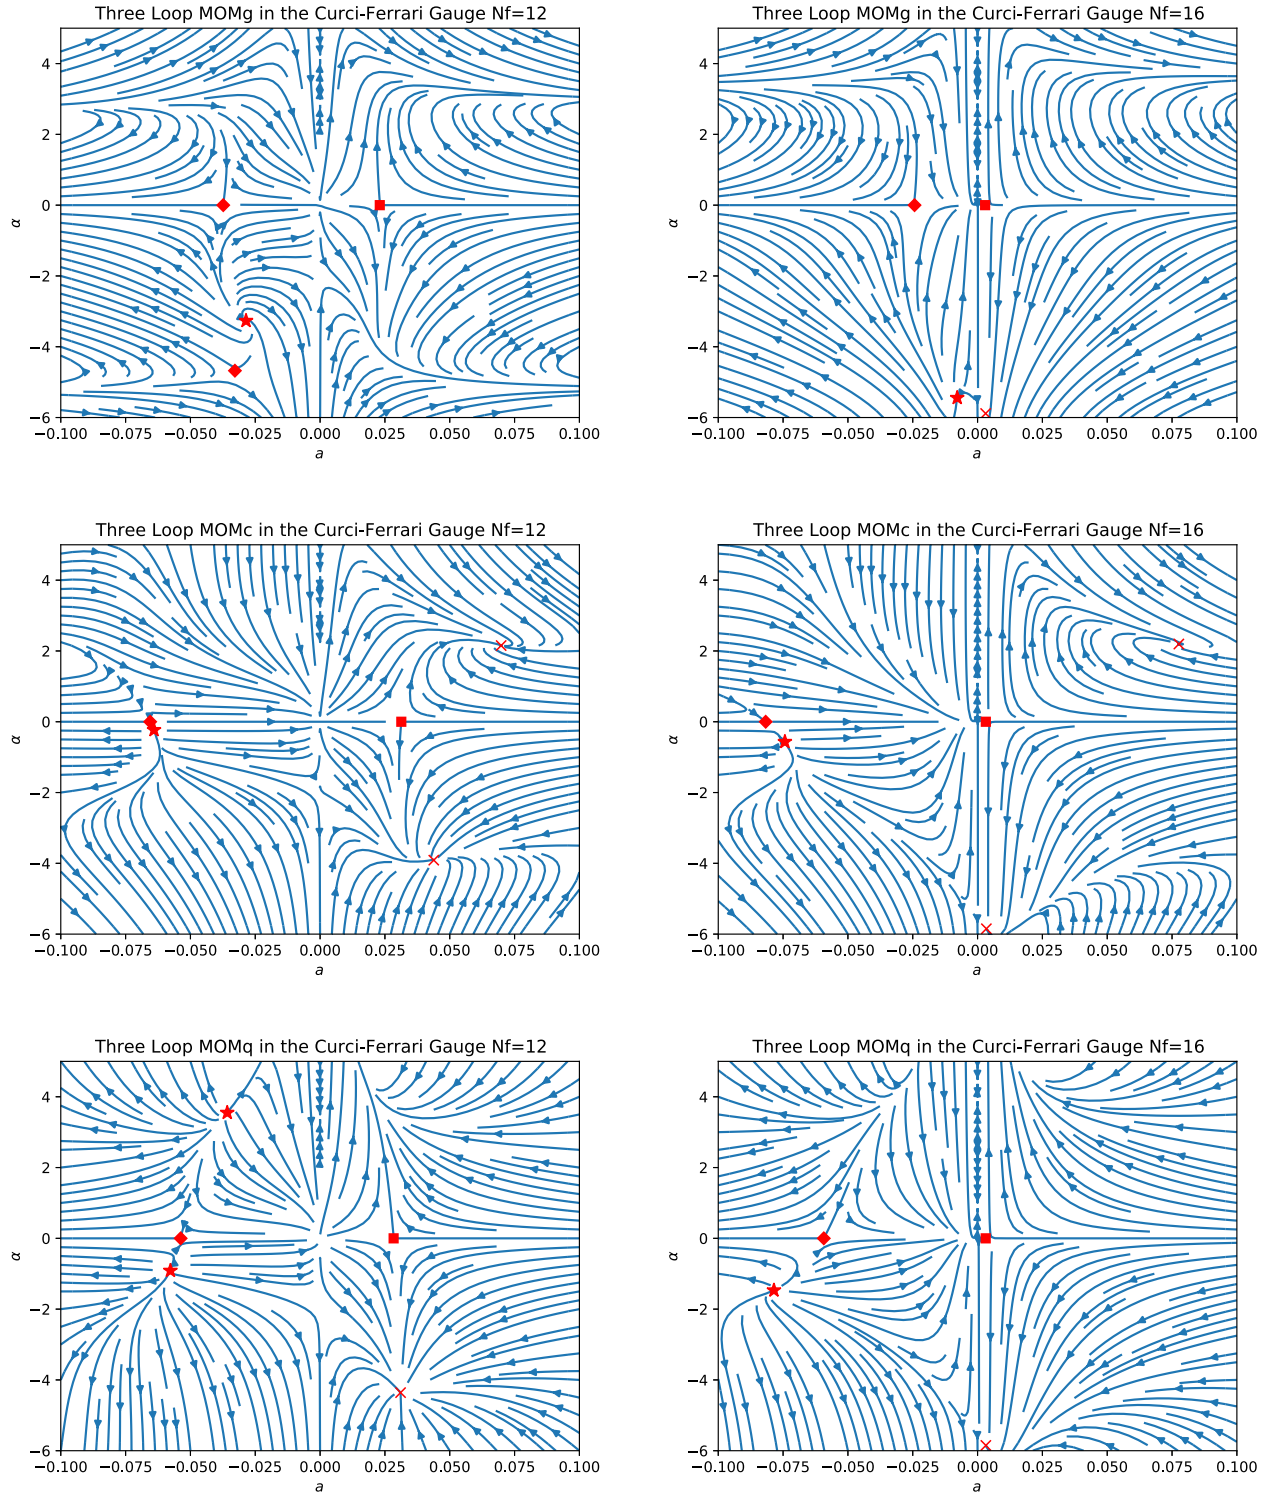 Three Loop MOMg in the Curci-Ferrari Gauge Nf=12
4
2
0
−2
−4
−6
α
−0.100 −0.075 −0.050 −0.025 0.000 0.025 0.050 0.075 0.100
a
Three Loop MOMg in the Curci-Ferrari Gauge Nf=16
4
2
0
−2
−4
−6
α
−0.100 −0.075 −0.050 −0.025 0.000 0.025 0.050 0.075 0.100
a
Three Loop MOMc in the Curci-Ferrari Gauge Nf=12
4
2
0
−2
−4
−6
α
−0.100 −0.075 −0.050 −0.025 0.000 0.025 0.050 0.075 0.100
a
Three Loop MOMc in the Curci-Ferrari Gauge Nf=16
4
2
0
−2
−4
−6
α
−0.100 −0.075 −0.050 −0.025 0.000 0.025 0.050 0.075 0.100
a
Three Loop MOMq in the Curci-Ferrari Gauge Nf=12
4
2
0
−2
−4
−6
α
−0.100 −0.075 −0.050 −0.025 0.000 0.025 0.050 0.075 0.100
a
Three Loop MOMq in the Curci-Ferrari Gauge Nf=16
4
2
0
−2
−4
−6
α
−0.100 −0.075 −0.050 −0.025 0.000 0.025 0.050 0.075 0.100
a